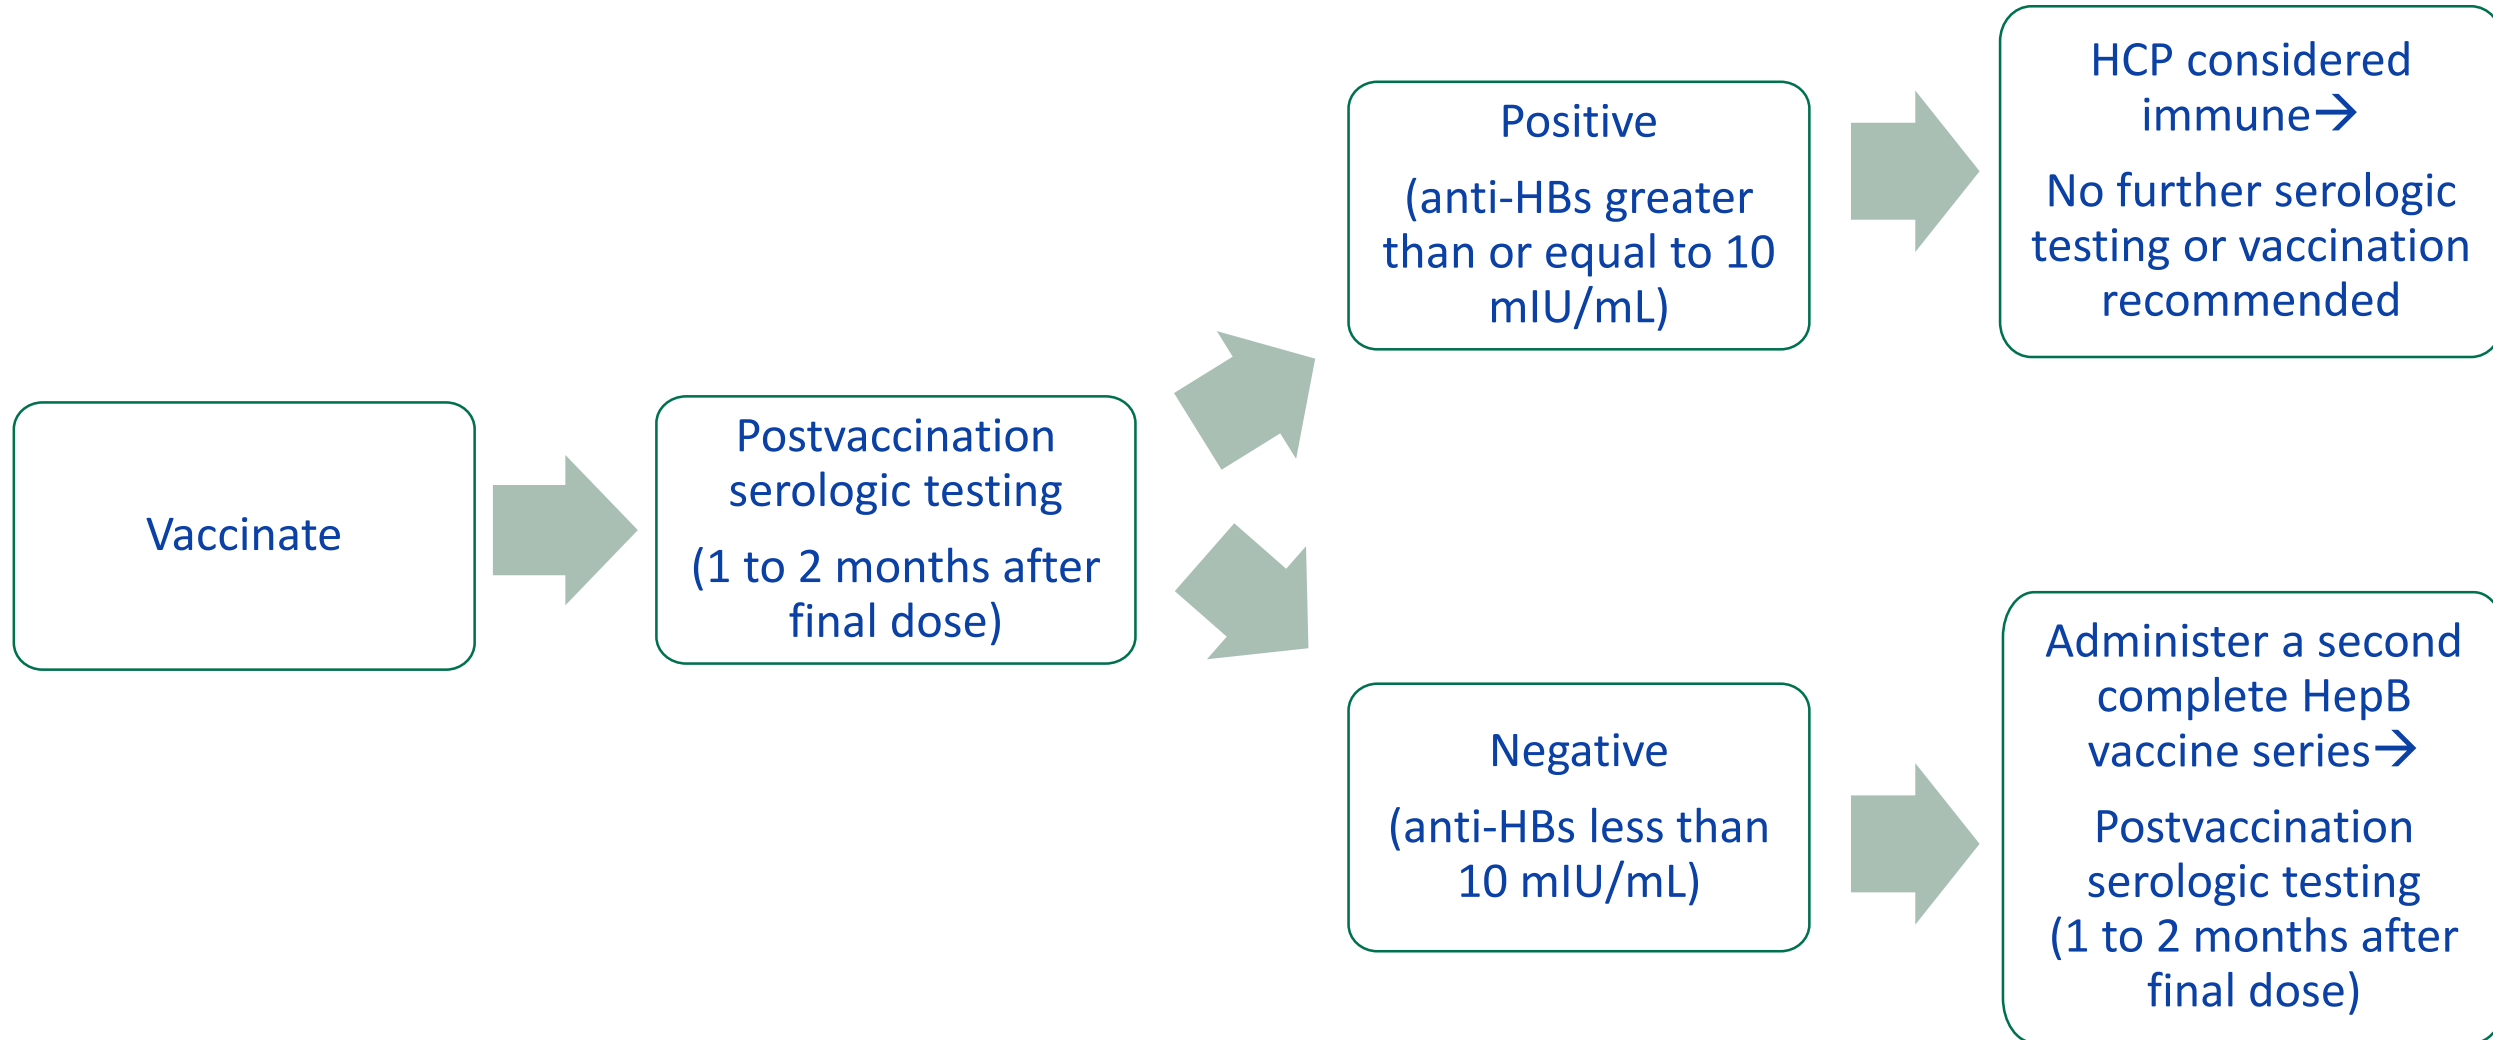 Vaccinate
Postvaccination
serologic testing
(1 to 2 months after
final dose)
Positive
(anti-HBs greater
than or equal to 10
mIU/mL)
HCP considered
immune→
No further serologic
testing or vaccination
recommended
Negative
(anti-HBs less than
10 mIU/mL)
Administer a second
complete HepB
vaccine series→
Postvaccination
serologic testing
(1 to 2 months after
final dose)